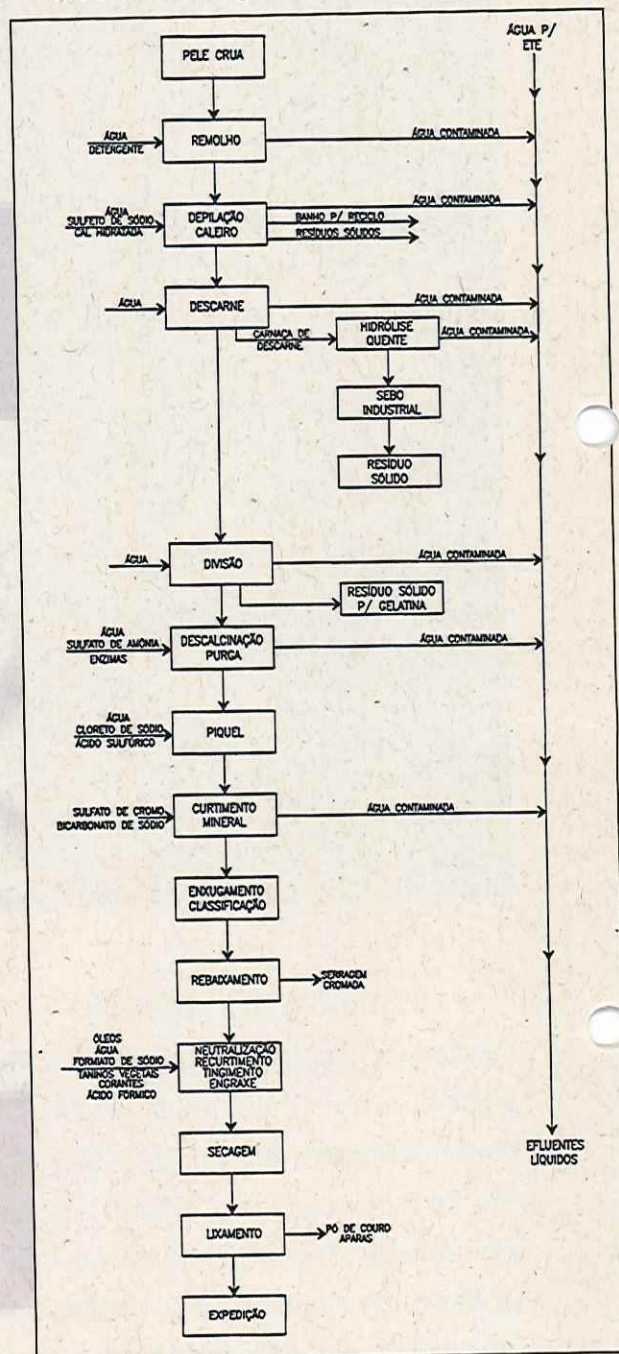 PELE CRUA
ÁGUA P/
ETE
ÁGUA
DETERGENTE
REMOLHO
ÁGUA CONTAMINADA
ÁGUA
SULFETO DE SÓDIO
CAL HIDRATADA
DEPILAÇÃO
CALEIRO
ÁGUA CONTAMINADA
BANHO P/ RECICLO
RESÍDUOS SÓLIDOS
ÁGUA
DESCARNE
ÁGUA CONTAMINADA
CARNAÇA DE
DESCARNE
HIDRÓLISE
QUENTE
ÁGUA CONTAMINADA
SEBO
INDUSTRIAL
RESÍDUO
SÓLIDO
ÁGUA
DIVISÃO
ÁGUA CONTAMINADA
RESÍDUO SÓLIDO
P/ GELATINA
ÁGUA
SULFATO DE AMÔNIA
ENZIMAS
DESCALCINAÇÃO
PURGA
ÁGUA CONTAMINADA
ÁGUA
CLORETO DE SÓDIO
ÁCIDO SULFÚRICO
PIQUEL
SULFATO DE CROMO
BICARBONATO DE SÓDIO
CURTIMENTO
MINERAL
ÁGUA CONTAMINADA
ENXUGAMENTO
CLASSIFICAÇÃO
REBAIXAMENTO
SERRAGEM
CROMADA
ÓLEOS
ÁGUA
FORMIATO DE SÓDIO
TANINOS VEGETAIS
CORANTES
ÁCIDO FÓRMICO
NEUTRALIZAÇÃO
RECURTIMENTO
TINGIMENTO
ENGRAXE
SECAGEM
EFLUENTES
LÍQUIDOS
LIXAMENTO
PÓ DE COURO
APARAS
EXPEDIÇÃO